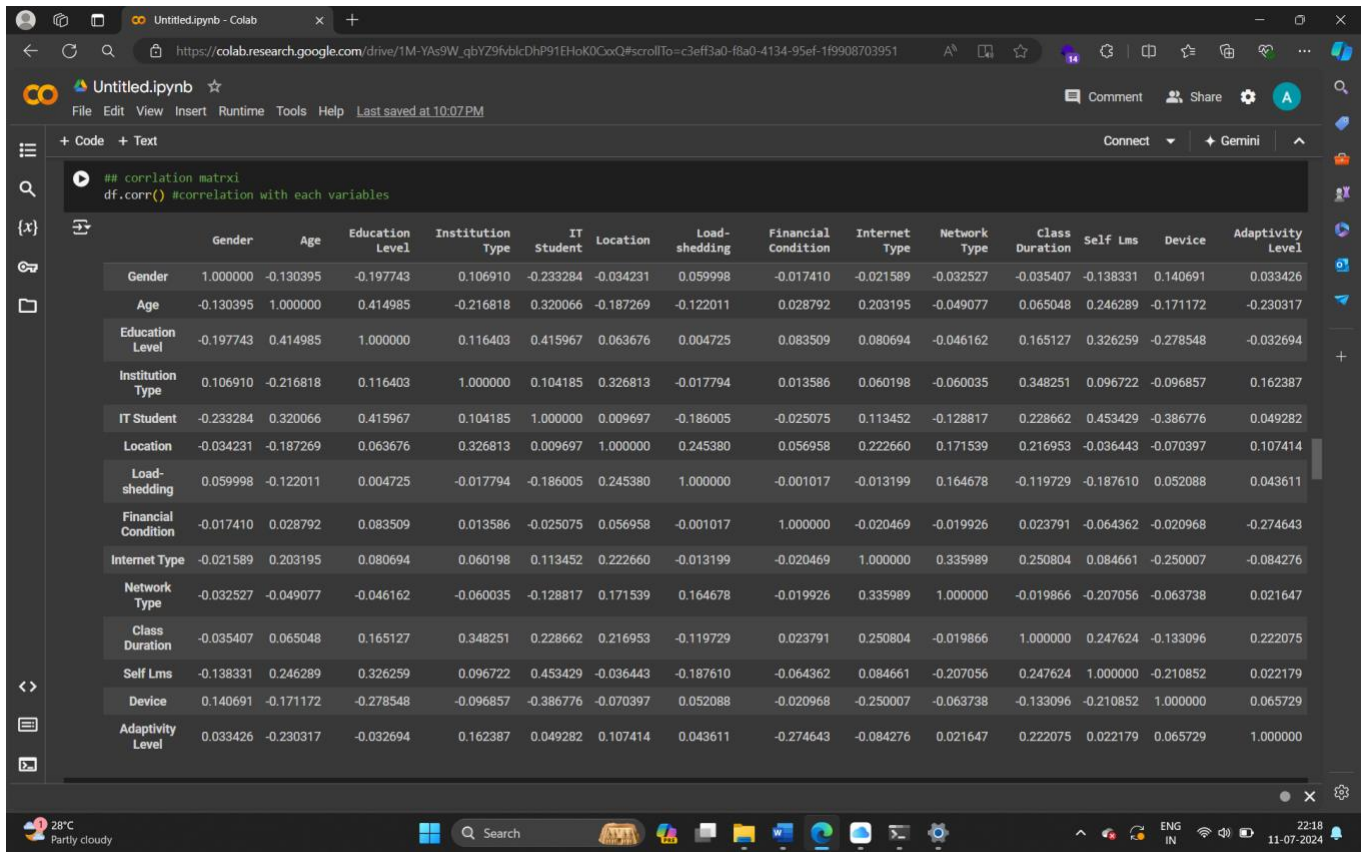 Untitled.ipynb - Colab
https://colab.research.google.com/drive/1M-YAs9W_qbYZ9fvblcDhP91EHoK0CxxQ#scrollTo=c3eff3a0-f8a0-4134-95ef-1f9908703951
14
Untitled.ipynb
File Edit View Insert Runtime Tools Help Last saved at 10:07 PM
Comment Share A
+ Code + Text Connect Gemini
## corrlation matrxi
df.corr() #correlation with each variables
Gender Age Education Level Institution Type IT Student Location Load-shedding Financial Condition Internet Type Network Type Class Duration Self Lms Device Adaptivity Level
Gender 1.000000 -0.130395 -0.197743 0.106910 -0.233284 -0.034231 0.059998 -0.017410 -0.021589 -0.032527 -0.035407 -0.138331 0.140691 0.033426
Age -0.130395 1.000000 0.414985 -0.216818 0.320066 -0.187269 -0.122011 0.028792 0.203195 -0.049077 0.065048 0.246289 -0.171172 -0.230317
Education Level -0.197743 0.414985 1.000000 0.116403 0.415967 0.063676 0.004725 0.083509 0.080694 -0.046162 0.165127 0.326259 -0.278548 -0.032694
Institution Type 0.106910 -0.216818 0.116403 1.000000 0.104185 0.326813 -0.017794 0.013586 0.060198 -0.060035 0.348251 0.096722 -0.096857 0.162387
IT Student -0.233284 0.320066 0.415967 0.104185 1.000000 0.009697 -0.186005 -0.025075 0.113452 -0.128817 0.228662 0.453429 -0.386776 0.049282
Location -0.034231 -0.187269 0.063676 0.326813 0.009697 1.000000 0.245380 0.056958 0.222660 0.171539 0.216953 -0.036443 -0.070397 0.107414
Load-shedding 0.059998 -0.122011 0.004725 -0.017794 -0.186005 0.245380 1.000000 -0.001017 -0.013199 0.164678 -0.119729 -0.187610 0.052088 0.043611
Financial Condition -0.017410 0.028792 0.083509 0.013586 -0.025075 0.056958 -0.001017 1.000000 -0.020469 -0.019926 0.023791 -0.064362 -0.020968 -0.274643
Internet Type -0.021589 0.203195 0.080694 0.060198 0.113452 0.222660 -0.013199 -0.020469 1.000000 0.335989 0.250804 0.084661 -0.250007 -0.084276
Network Type -0.032527 -0.049077 -0.046162 -0.060035 -0.128817 0.171539 0.164678 -0.019926 0.335989 1.000000 -0.019866 -0.207056 -0.063738 0.021647
Class Duration -0.035407 0.065048 0.165127 0.348251 0.228662 0.216953 -0.119729 0.023791 0.250804 -0.019866 1.000000 0.247624 -0.133096 0.222075
Self Lms -0.138331 0.246289 0.326259 0.096722 0.453429 -0.036443 -0.187610 -0.064362 0.084661 -0.207056 0.247624 1.000000 -0.210852 0.022179
Device 0.140691 -0.171172 -0.278548 -0.096857 -0.386776 -0.070397 0.052088 -0.020968 -0.250007 -0.063738 -0.133096 -0.210852 1.000000 0.065729
Adaptivity Level 0.033426 -0.230317 -0.032694 0.162387 0.049282 0.107414 0.043611 -0.274643 -0.084276 0.021647 0.222075 0.022179 0.065729 1.000000
1 28°C
Partly cloudy
Search
ENG
IN
22:18
11-07-2024